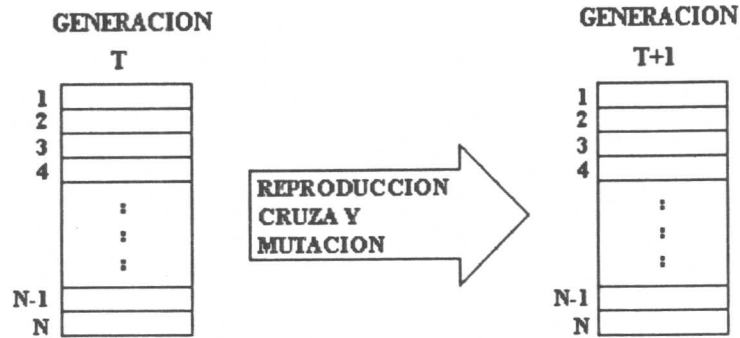 GENERACION
T
1
2
3
4
:
:
:
N-1
N
REPRODUCCION
CRUZA Y
MUTACION
GENERACION
T+1
1
2
3
4
:
:
:
N-1
N